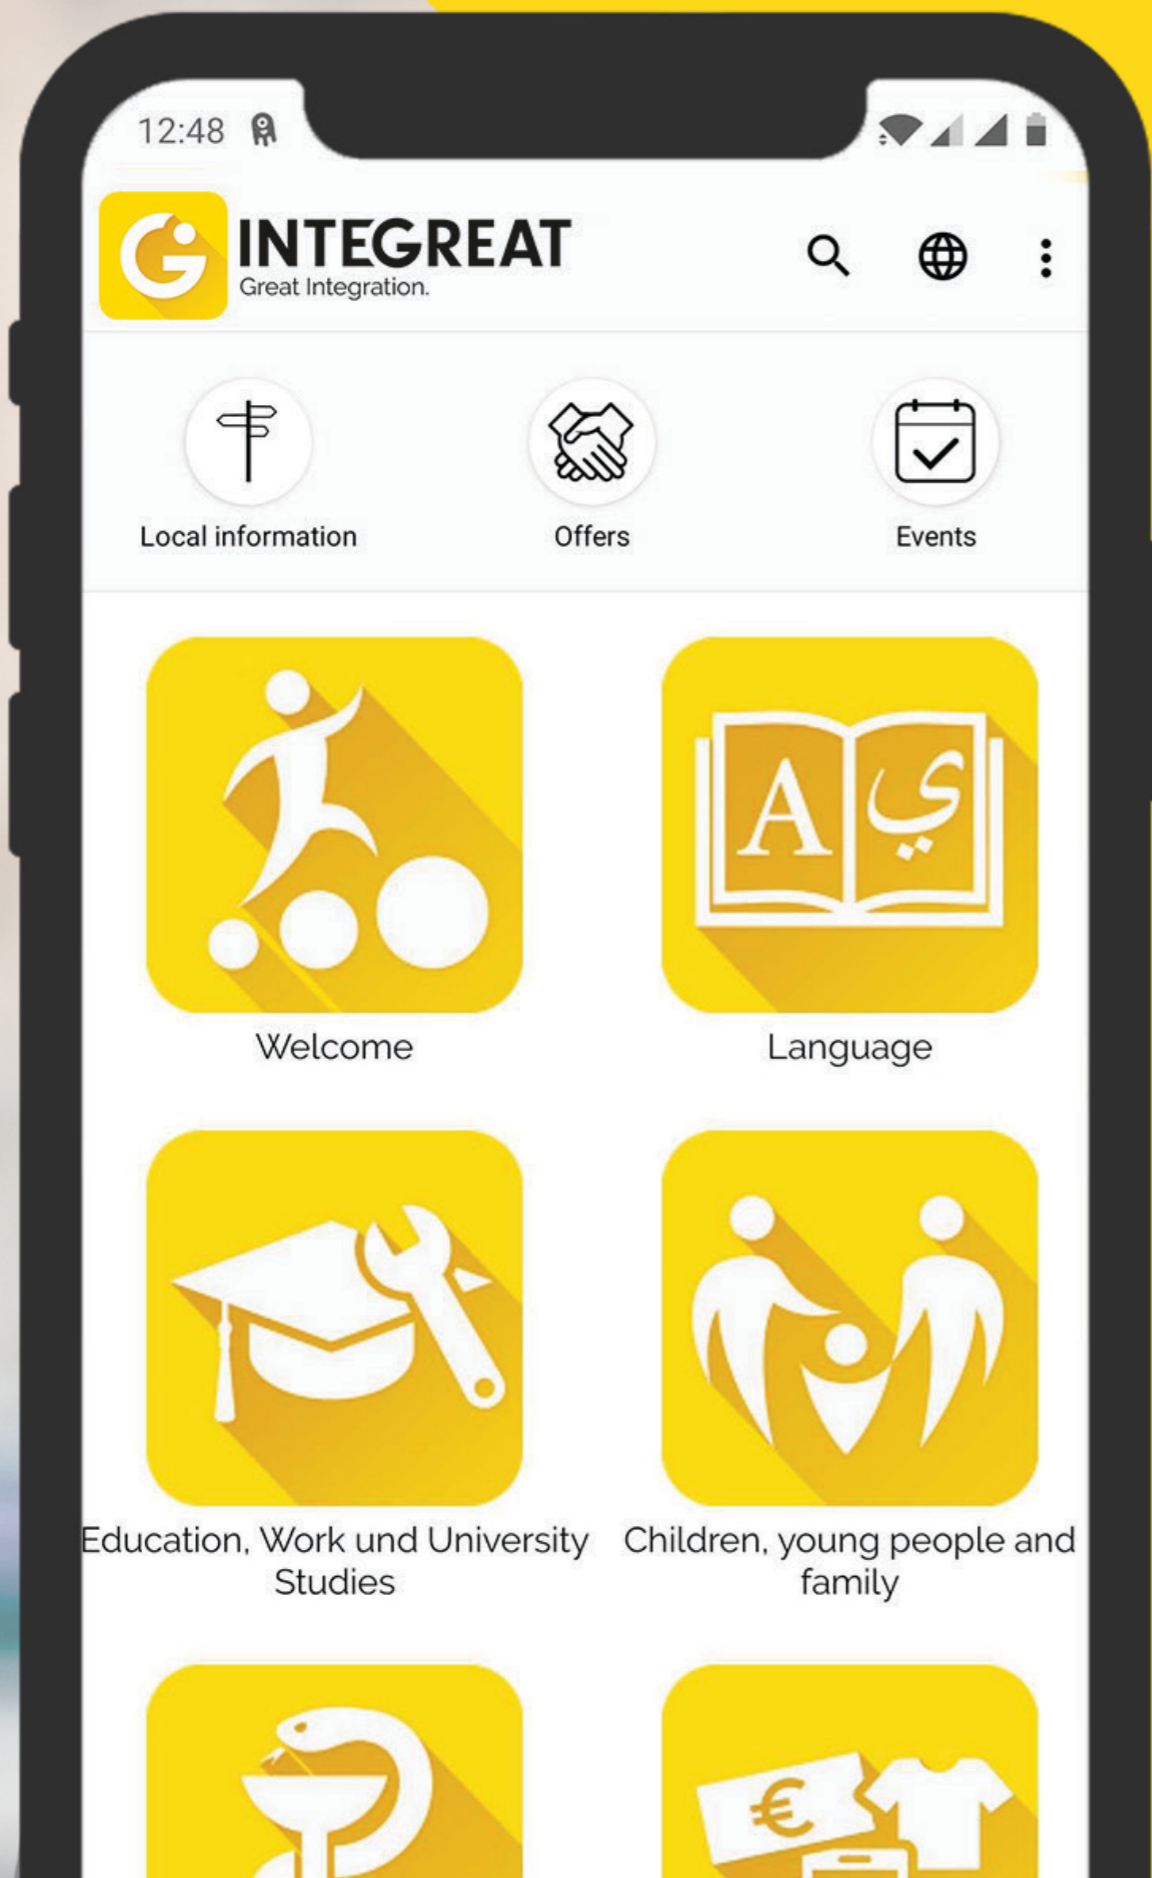 12:48
INTEGREAT
Great Integration.
Local information
Offers
Events
A ي
Welcome
Language
Education, Work und University
Studies
Children, young people and
family
€